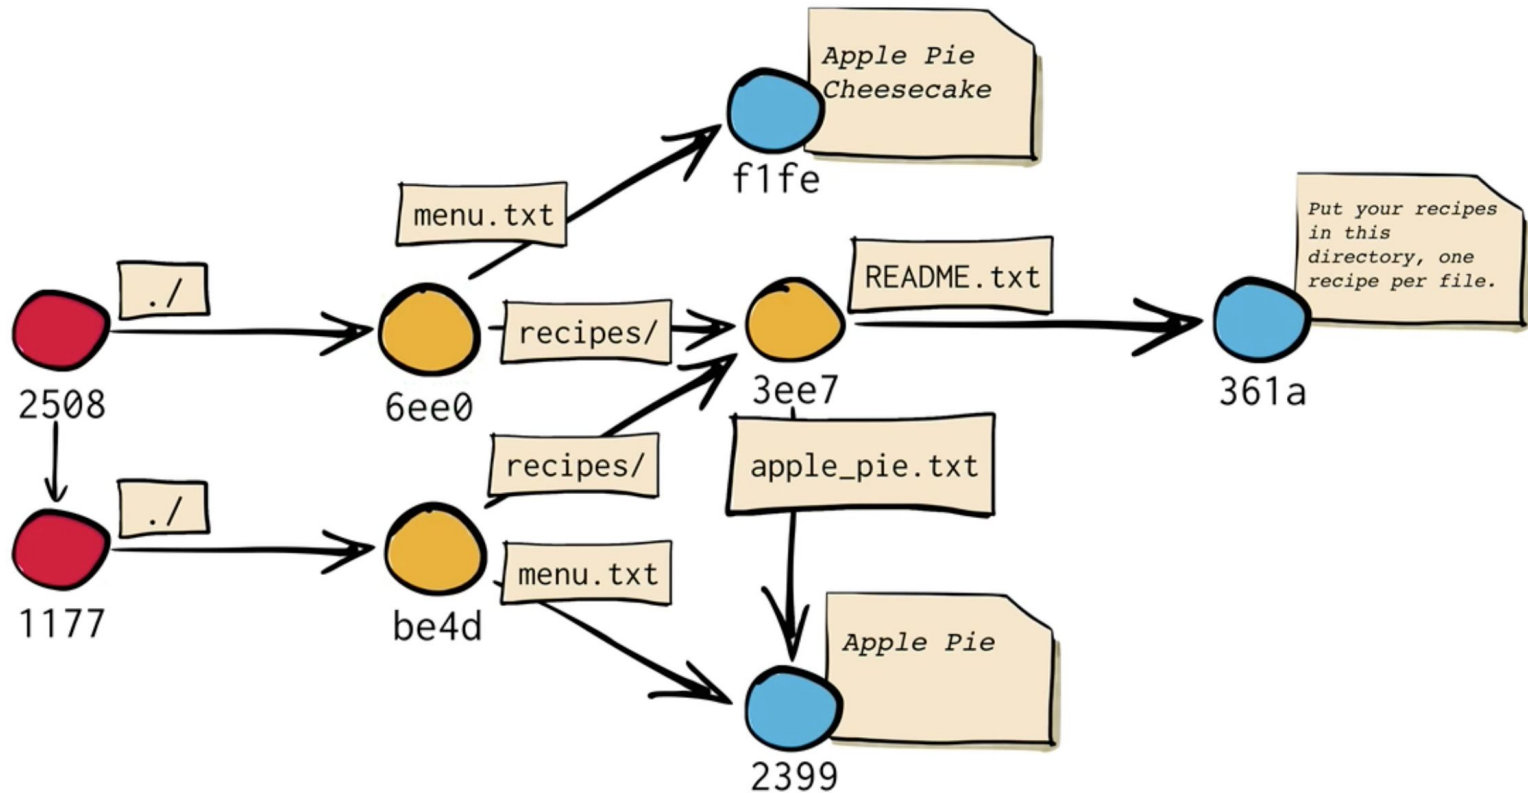 Apple Pie
Cheesecake
f1fe
menu.txt
./
README.txt
Put your recipes
in this
directory, one
recipe per file.
recipes/
2508
6ee0
3ee7
361a
recipes/
apple_pie.txt
./
menu.txt
1177
be4d
Apple Pie
2399